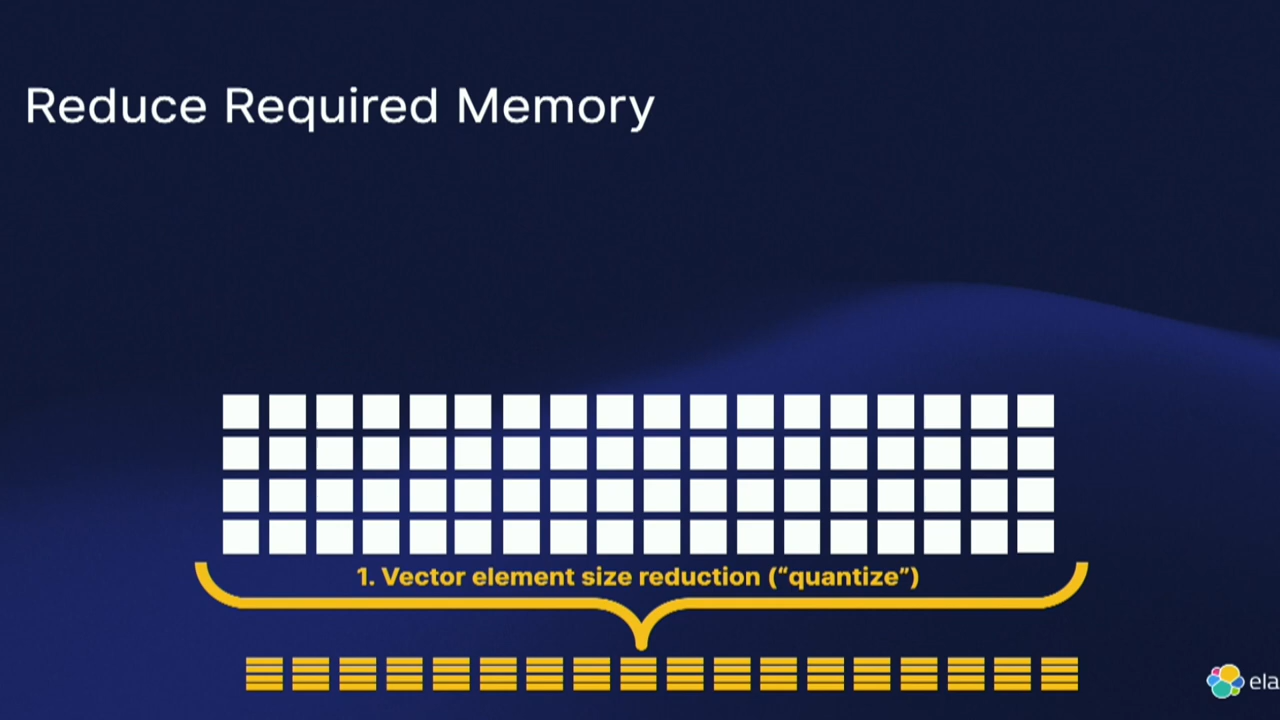 Reduce Required Memory
1. Vector element size reduction (“quantize”)
ela